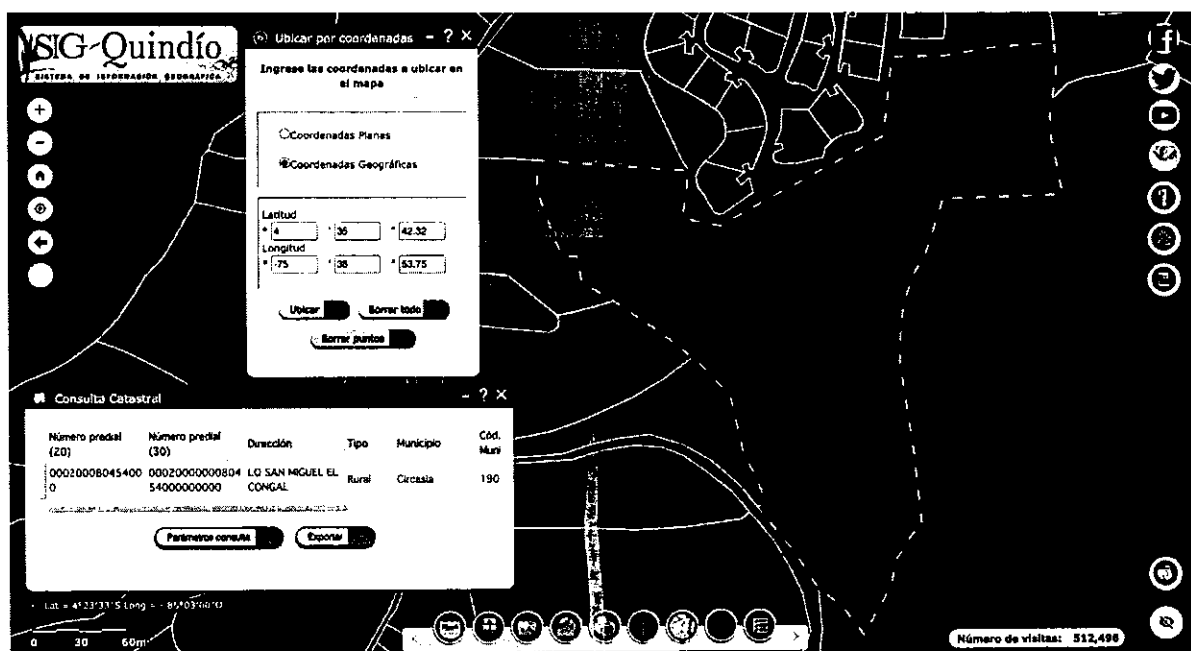 SIG-Quindío
SISTEMA DE INFORMACIÓN GEOGRÁFICA
Ubicar por coordenadas - ? ×
Ingrese las coordenadas a ubicar en
el mapa
Coordenadas Planas
Coordenadas Geográficas
Latitud
° 4 ' 35 " 42.32
Longitud
° -75 ' 38 " 53.75
Ubicar Borrar todo
Borrar puntos
Consulta Catastral - ? ×
Número predial (20) Número predial (30) Dirección Tipo Municipio Cód. Muni
00020008045400 00020000000804 LO SAN MIGUEL EL Rural Circasia 190
0 54000000000 CONGAL
Parámetros consulta Exportar
0 30 60m
Número de visitas: 512,496